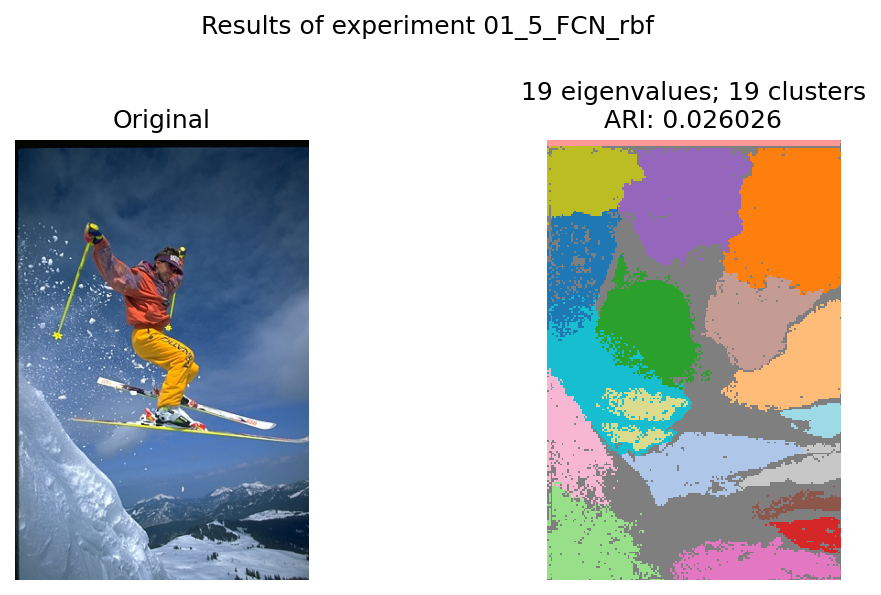 Results of experiment 01_5_FCN_rbf
Original
19 eigenvalues; 19 clusters
ARI: 0.026026